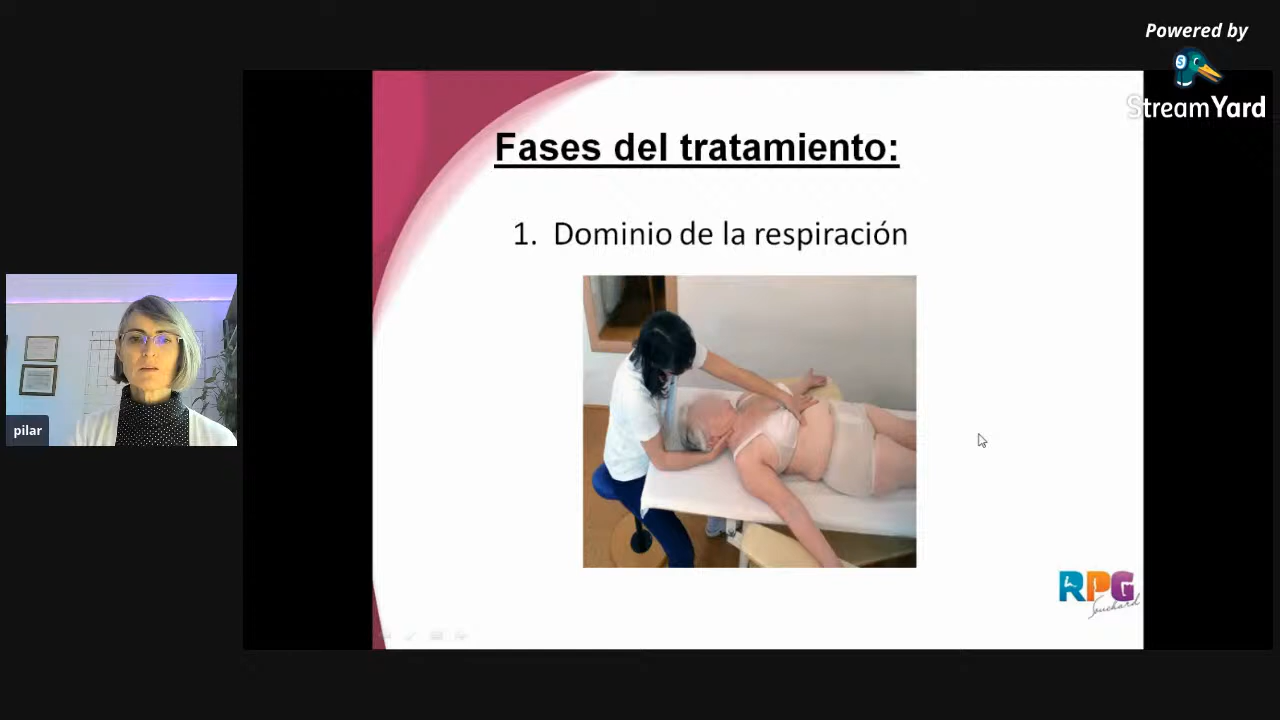 Powered by
StreamYard
Fases del tratamiento:
1. Dominio de la respiración
pilar
RPG
Souchard